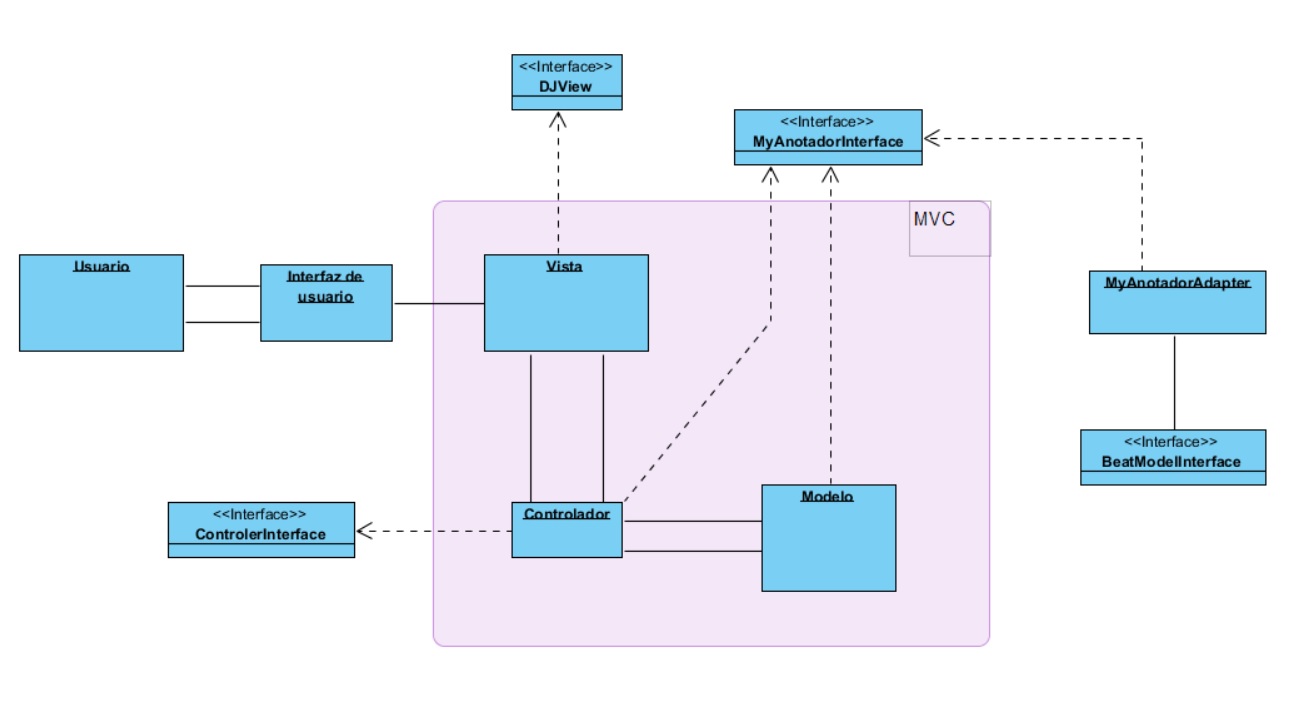 <<Interface>>
DJView
<<Interface>>
MyAnotadorInterface
MVC
Usuario
Interfaz de
usuario
Vista
MyAnotadorAdapter
<<Interface>>
BeatModelInterface
<<Interface>>
ControlerInterface
Controlador
Modelo